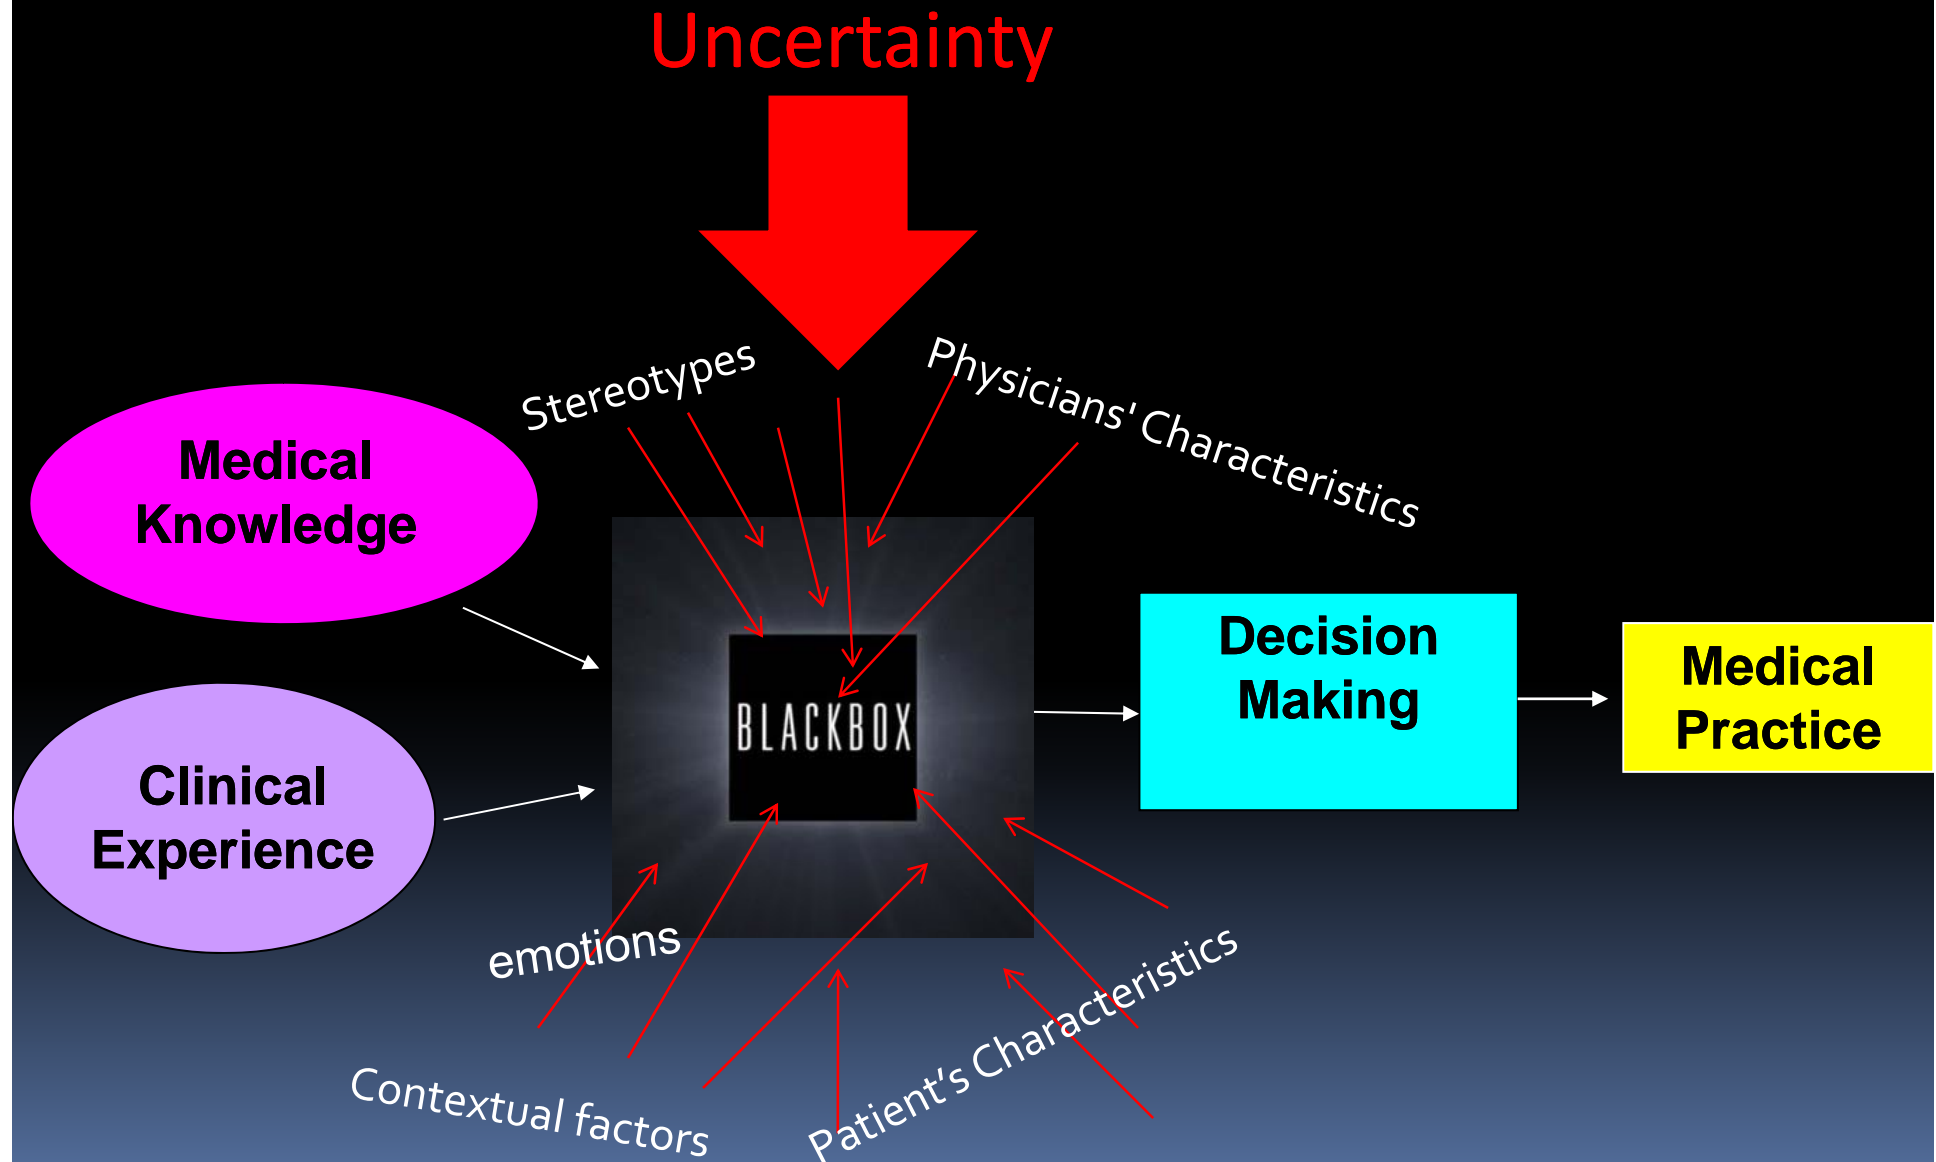 Uncertainty
Stereotypes
Physicians' Characteristics
Medical
Knowledge
Clinical
Experience
BLACKBOX
Decision
Making
Medical
Practice
emotions
Contextual factors
Patient’s Characteristics